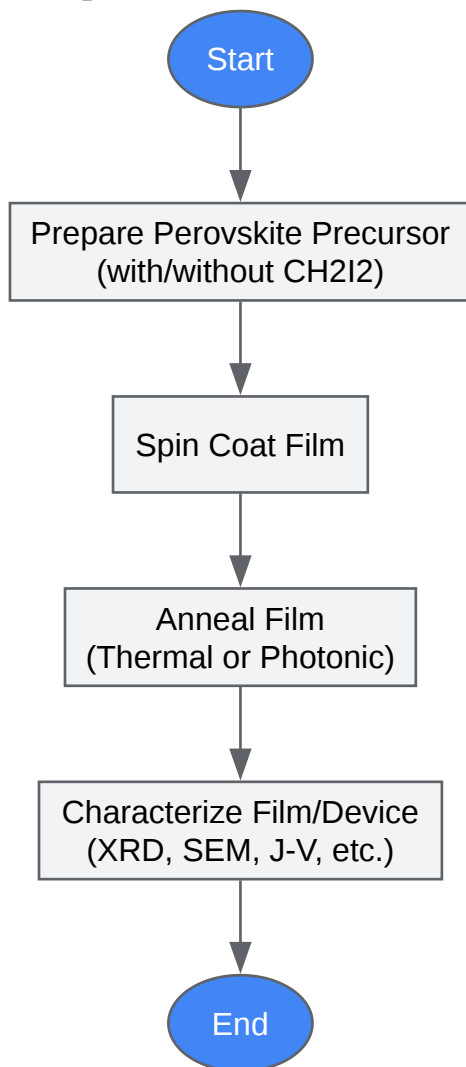 Start
Prepare Perovskite Precursor
(with/without CH2I2)
Spin Coat Film
Anneal Film
(Thermal or Photonic)
Characterize Film/Device
(XRD, SEM, J-V, etc.)
End